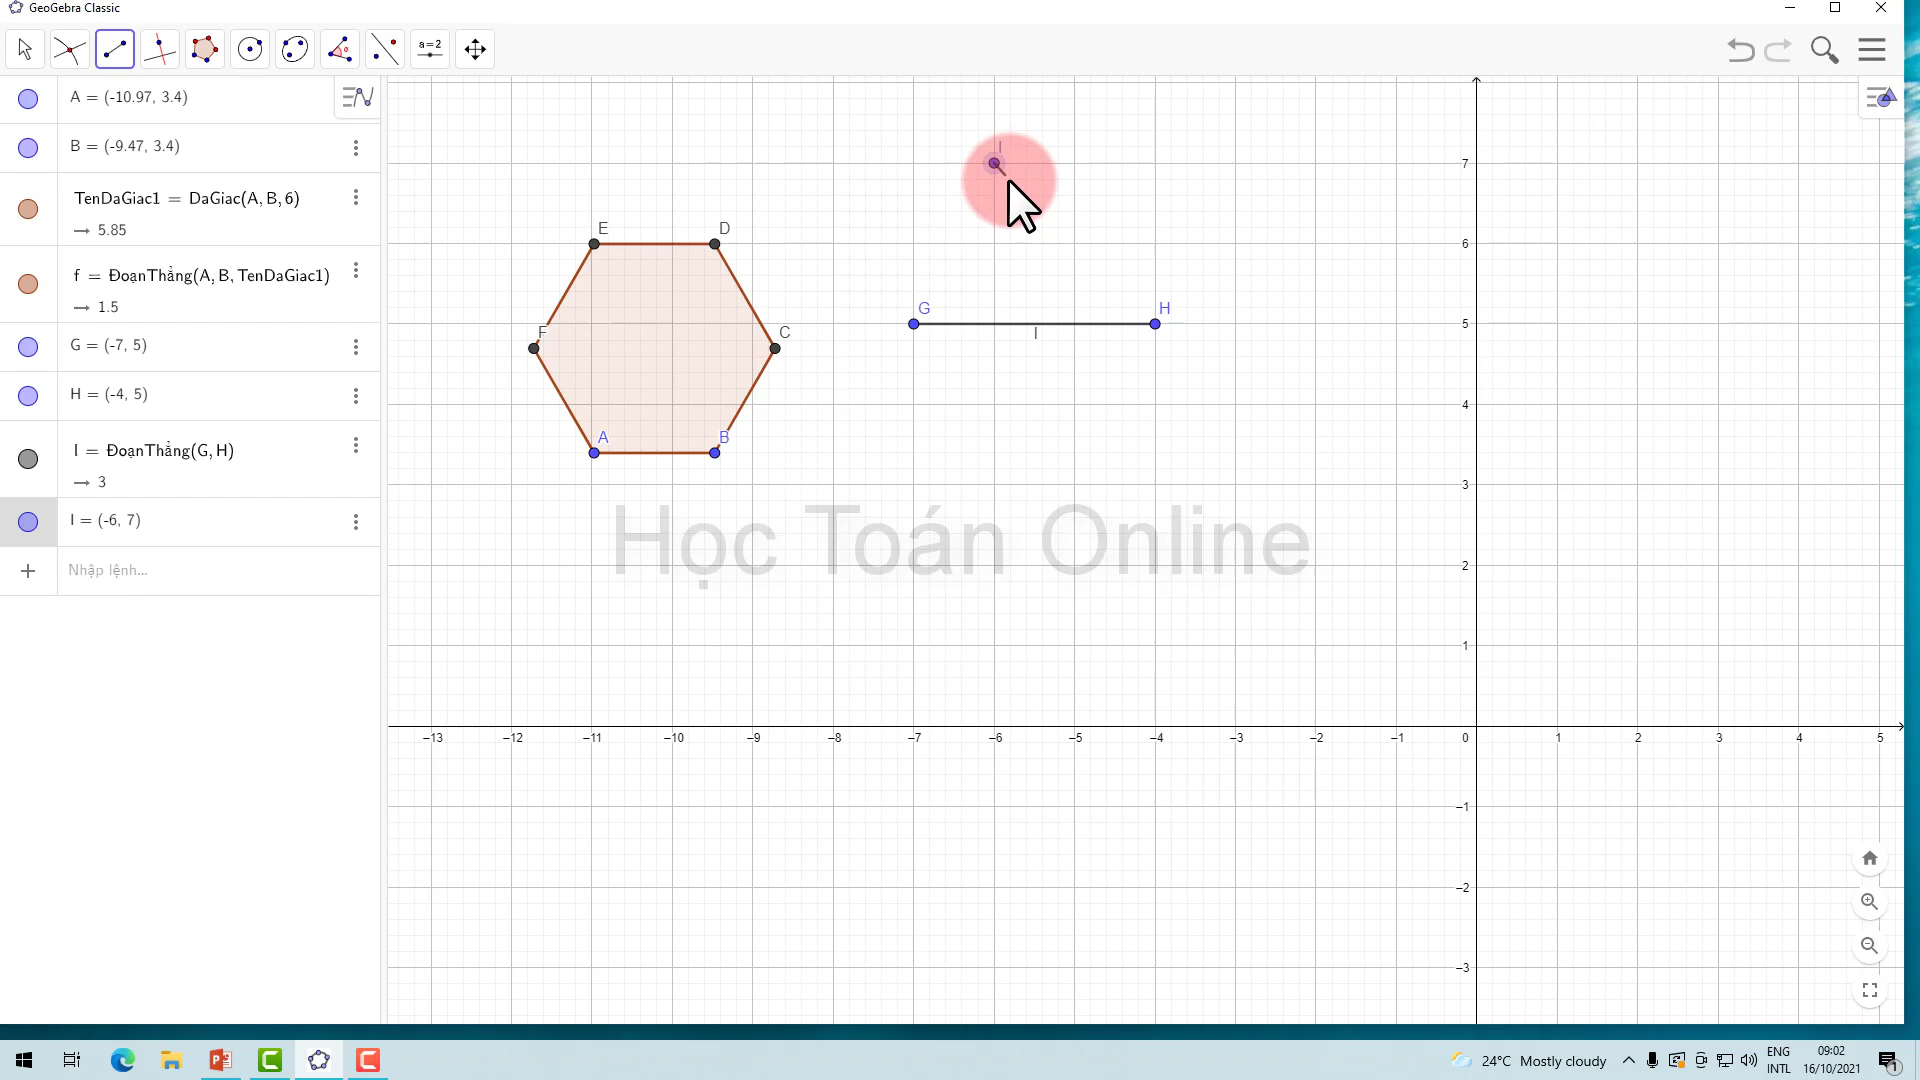 GeoGebra Classic
a=2
A = (-10.97, 3.4)
B = (-9.47, 3.4)
TenDaGiac1 = DaGiac(A, B, 6)
→ 5.85
f = ĐoạnThẳng(A, B, TenDaGiac1)
→ 1.5
G = (-7, 5)
H = (-4, 5)
l = ĐoạnThẳng(G, H)
→ 3
I = (-6, 7)
Nhập lệnh...
I
E
D
F
C
A
B
G
H
l
7
6
5
4
3
2
1
–13 –12 –11 –10 –9 –8 –7 –6 –5 –4 –3 –2 –1 0 1 2 3 4 5
–1
–2
–3
Học Toán Online
24°C Mostly cloudy
ENG
INTL
09:02
16/10/2021
1